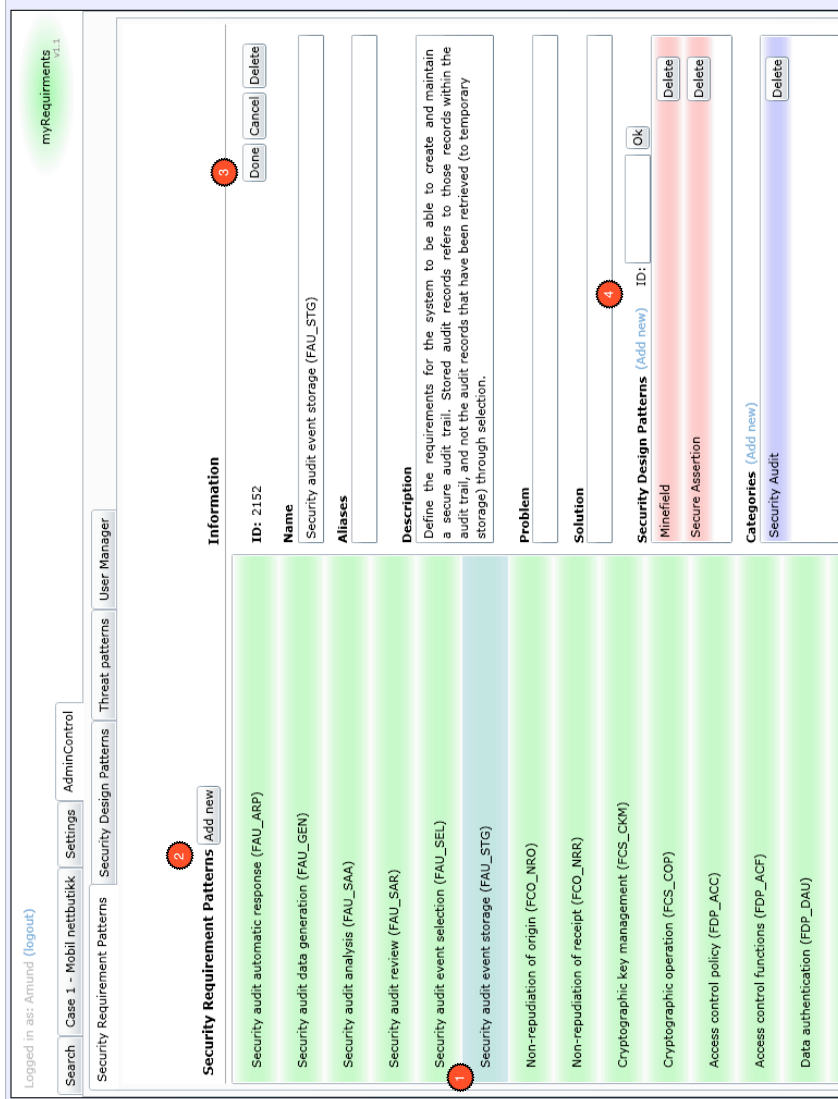 Logged in as: Amund (logout)
myRequirments
v1.1
Search
Case 1 - Mobil nettbutikk
Settings
AdminControl
Security Requirement Patterns
Security Design Patterns
Threat patterns
User Manager
2
Security Requirement Patterns Add new
Security audit automatic response (FAU_ARP)
Security audit data generation (FAU_GEN)
Security audit analysis (FAU_SAA)
Security audit review (FAU_SAR)
Security audit event selection (FAU_SEL)
1
Security audit event storage (FAU_STG)
Non-repudiation of origin (FCO_NRO)
Non-repudiation of receipt (FCO_NRR)
Cryptographic key management (FCS_CKM)
Cryptographic operation (FCS_COP)
Access control policy (FDP_ACC)
Access control functions (FDP_ACF)
Data authentication (FDP_DAU)
Information
3
ID: 2152
Done Cancel Delete
Name
Security audit event storage (FAU_STG)
Aliases
Description
Define the requirements for the system to be able to create and maintain
a secure audit trail. Stored audit records refers to those records within the
audit trail, and not the audit records that have been retrieved (to temporary
storage) through selection.
Problem
Solution
4
Security Design Patterns (Add new) ID: Ok
Minefield Delete
Secure Assertion Delete
Categories (Add new)
Security Audit Delete